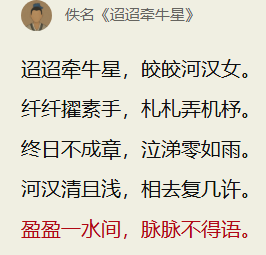 佚名《迢迢牵牛星》
迢迢牵牛星，皎皎河汉女。
纤纤擢素手，札札弄机杼。
终日不成章，泣涕零如雨。
河汉清且浅，相去复几许。
盈盈一水间，脉脉不得语。